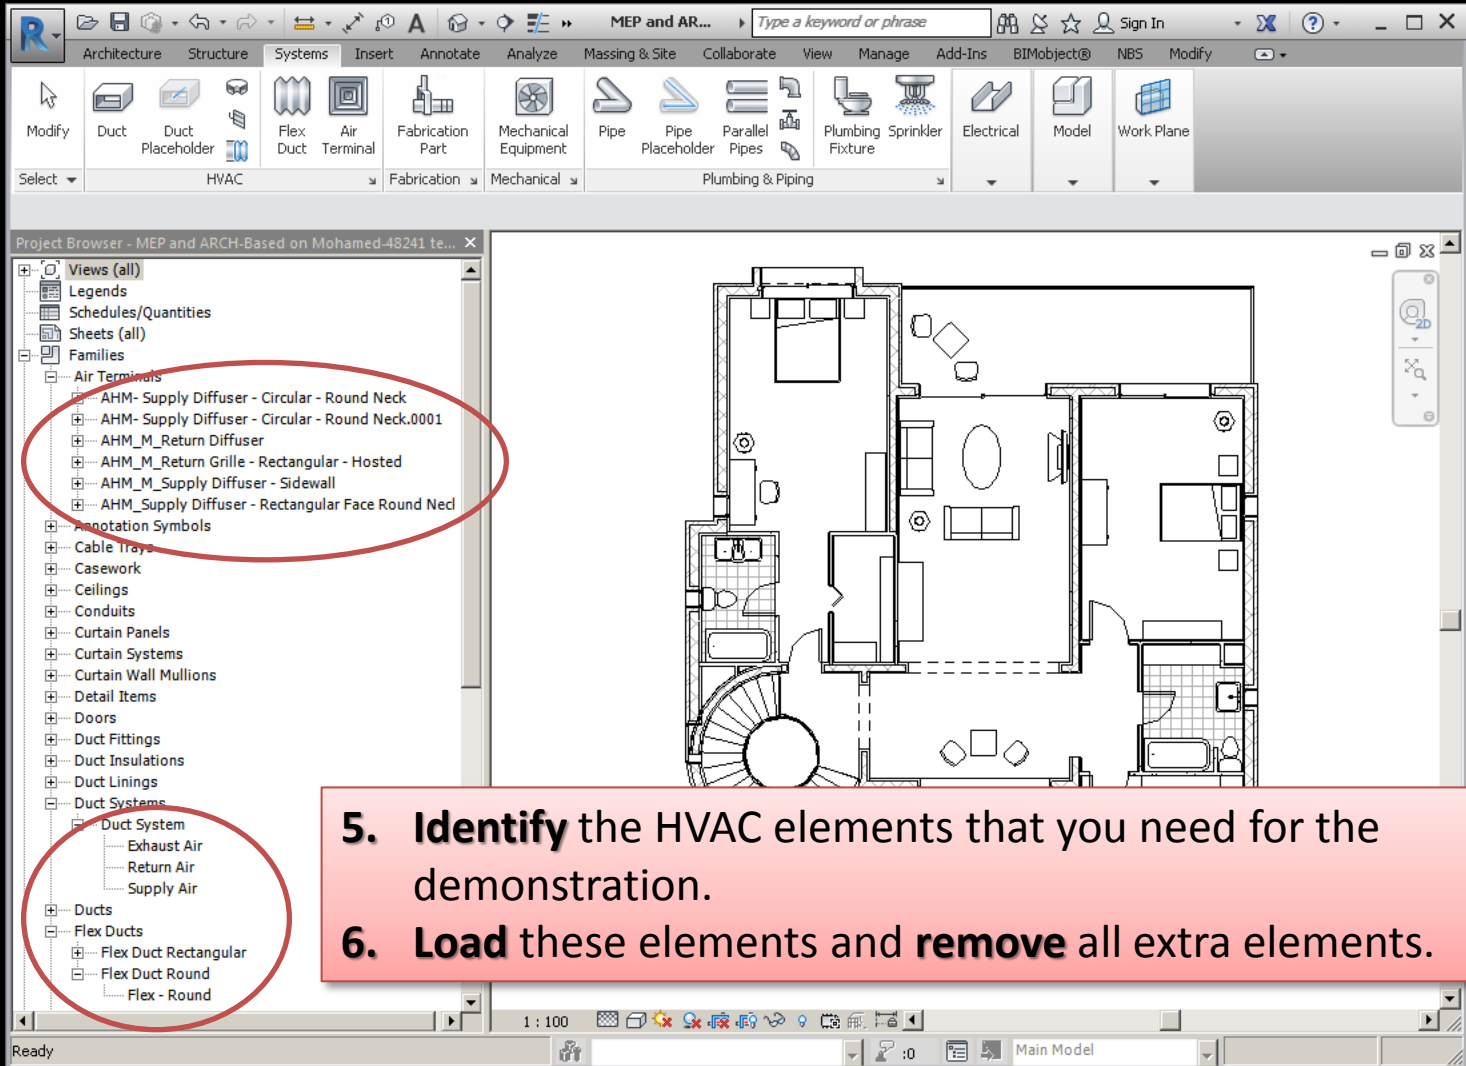 R MEP and AR... Type a keyword or phrase Sign In
Architecture Structure Systems Insert Annotate Analyze Massing & Site Collaborate View Manage Add-Ins BIMobject® NBS Modify
Modify Duct Duct Placeholder Flex Duct Air Terminal Fabrication Part Mechanical Equipment Pipe Pipe Placeholder Parallel Pipes Plumbing Fixture Sprinkler Electrical Model Work Plane
Select HVAC Fabrication Mechanical Plumbing & Piping
Project Browser - MEP and ARCH-Based on Mohamed-48241 te...
Views (all)
Legends
Schedules/Quantities
Sheets (all)
Families
Air Terminals
AHM- Supply Diffuser - Circular - Round Neck
AHM- Supply Diffuser - Circular - Round Neck.0001
AHM_M_Return Diffuser
AHM_M_Return Grille - Rectangular - Hosted
AHM_M_Supply Diffuser - Sidewall
AHM_Supply Diffuser - Rectangular Face Round Necl
Annotation Symbols
Cable Trays
Casework
Ceilings
Conduits
Curtain Panels
Curtain Systems
Curtain Wall Mullions
Detail Items
Doors
Duct Fittings
Duct Insulations
Duct Linings
Duct Systems
Duct System
Exhaust Air
Return Air
Supply Air
Ducts
Flex Ducts
Flex Duct Rectangular
Flex Duct Round
Flex - Round
2D
5. Identify the HVAC elements that you need for the
demonstration.
6. Load these elements and remove all extra elements.
1 : 100
Ready :0 Main Model